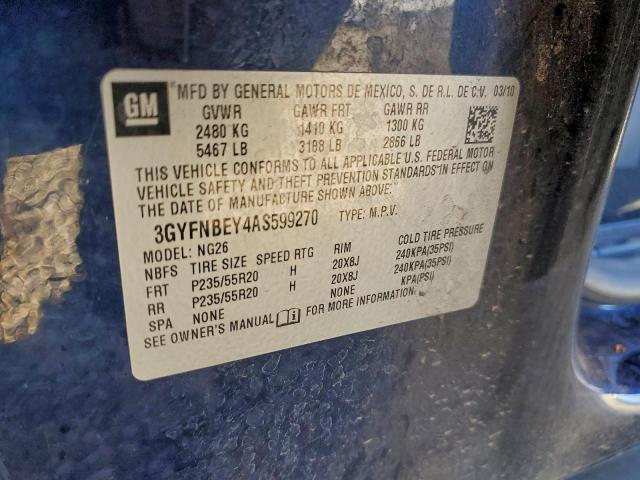 GM MFD BY GENERAL MOTORS DE MEXICO, S. DE R.L. DE C.V. 03/10
GVWR GAWR FRT GAWR RR
2480 KG 1410 KG 1300 KG
5467 LB 3108 LB 2866 LB
THIS VEHICLE CONFORMS TO ALL APPLICABLE U.S. FEDERAL MOTOR
VEHICLE SAFETY AND THEFT PREVENTION STANDARDS IN EFFECT ON
THE DATE OF MANUFACTURE SHOWN ABOVE.
3GYFNBEY4AS599270 TYPE: M.P.V.
MODEL: NG26
NBFS TIRE SIZE SPEED RTG RIM COLD TIRE PRESSURE
FRT P235/55R20 H 20X8J 240KPA(35PSI)
RR P235/55R20 H 20X8J 240KPA(35PSI)
SPA NONE NONE KPA(PSI)
SEE OWNER'S MANUAL FOR MORE INFORMATION.